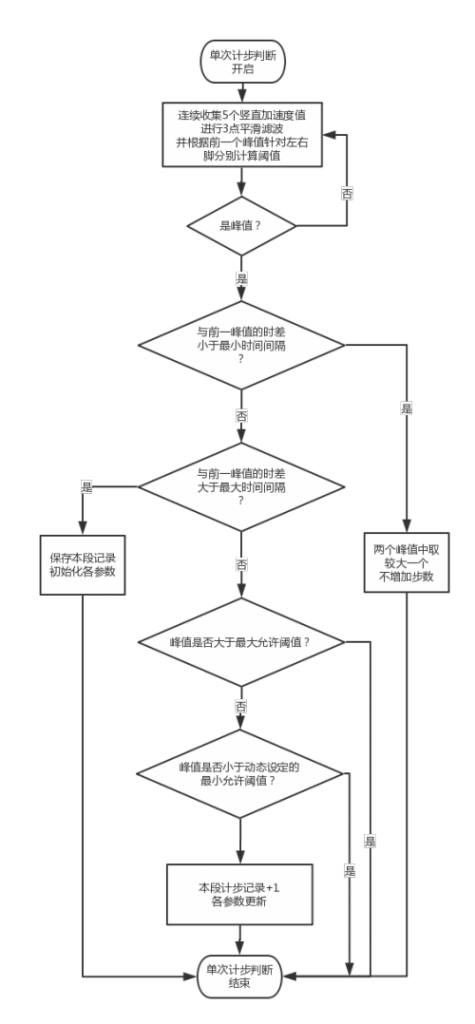 单次计步判断
开启
连续收集5个竖直加速度值
进行3点平滑滤波
并根据前一个峰值针对左右
脚分别计算阈值
否
是峰值？
是
与前一峰值的时差
小于最小时间间隔
？
是
否
与前一峰值的时差
大于最大时间间隔
？
是
保存本段记录
初始化各参数
两个峰值中取
较大一个
不增加步数
否
峰值是否大于最大允许阈值？
否
峰值是否小于动态设定的
最小允许阈值？
是
是
本段计步记录+1
各参数更新
单次计步判断
结束